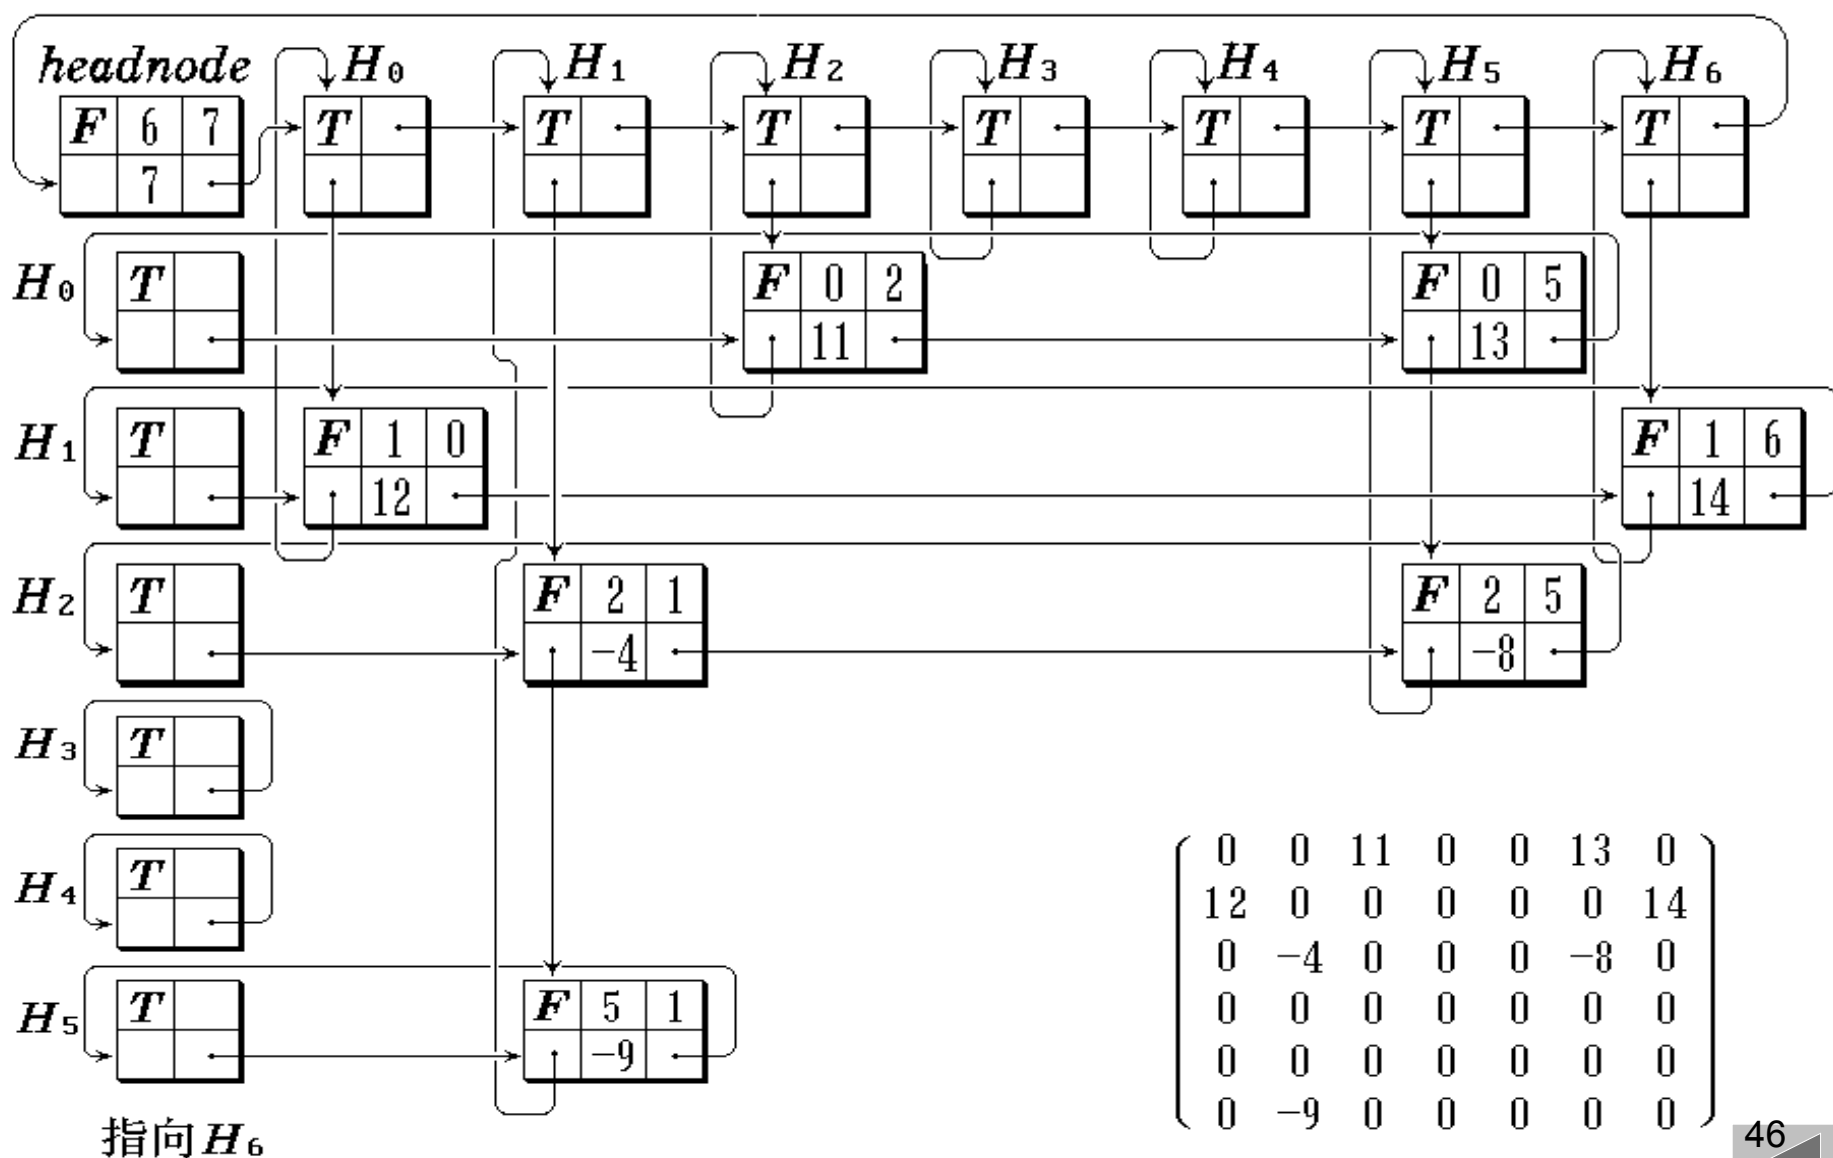 headnode H0 H1 H2 H3 H4 H5 H6
F 6 7 T T T T T T T
7
H0 T F 0 2 F 0 5
11 13
H1 T F 1 0 F 1 6
12 14
H2 T F 2 1 F 2 5
-4 -8
H3 T
H4 T
H5 T F 5 1
-9
指向H6
0 0 11 0 0 13 0
12 0 0 0 0 0 14
0 -4 0 0 0 -8 0
0 0 0 0 0 0 0
0 0 0 0 0 0 0
0 -9 0 0 0 0 0
46